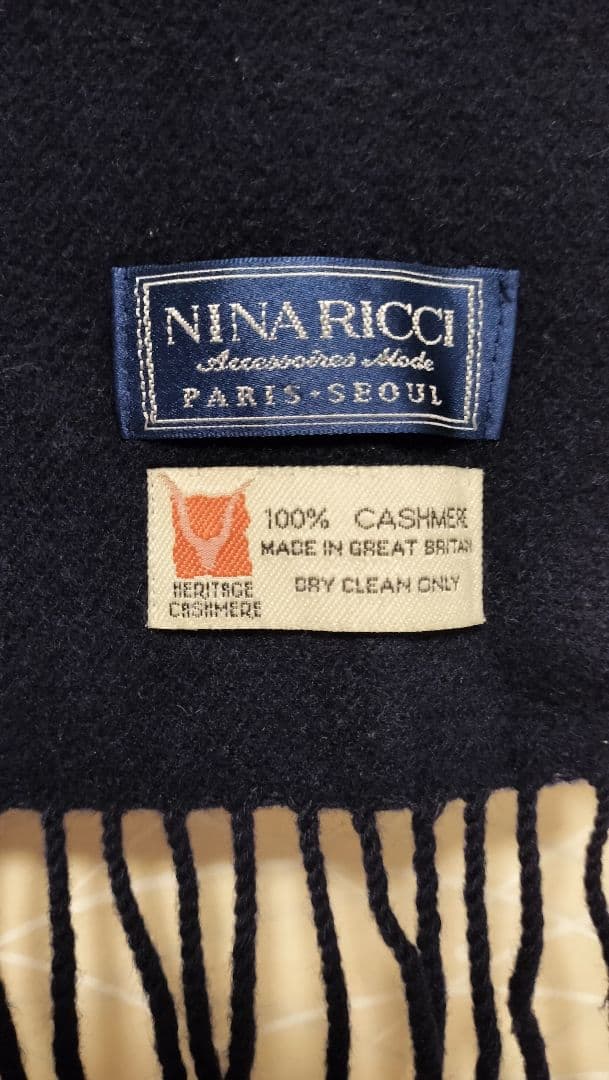 NINA RICCI
Accessoires Mode
PARIS-SEOUL
100% CASHMERE
MADE IN GREAT BRITAIN
DRY CLEAN ONLY
HERITAGE
CASHMERE